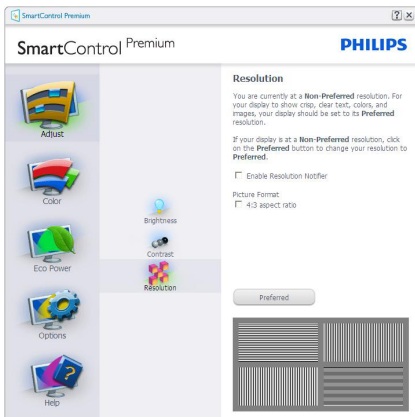 SmartControl Premium
SmartControl Premium
PHILIPS
Adjust
Color
Eco Power
Options
Help
Brightness
Contrast
Resolution
Resolution
You are currently at a Non-Preferred resolution. For
your display to show crisp, clear text, colors, and
images, your display should be set to its Preferred
resolution.
If your display is at a Non-Preferred resolution, click
on the Preferred button to change your resolution to
Preferred.
Enable Resolution Notifier
Picture Format
4:3 aspect ratio
Preferred